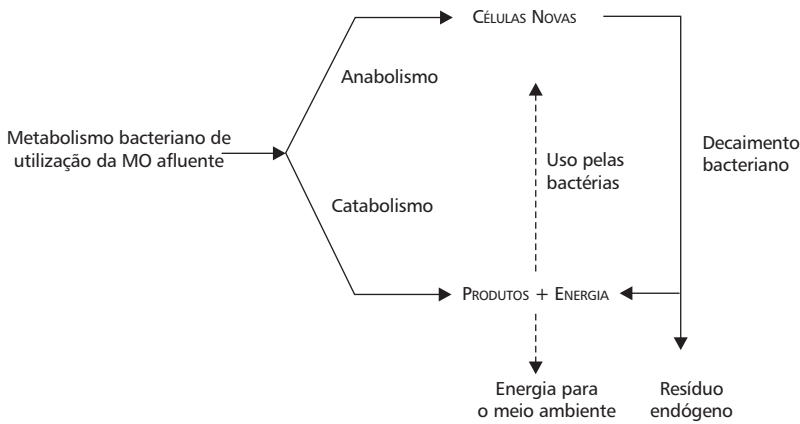 CÉLULAS NOVAS
Anabolismo
Metabolismo bacteriano de
utilização da MO afluente
Decaimento
bacteriano
Uso pelas
bactérias
Catabolismo
PRODUTOS + ENERGIA
Energia para
o meio ambiente
Resíduo
endógeno